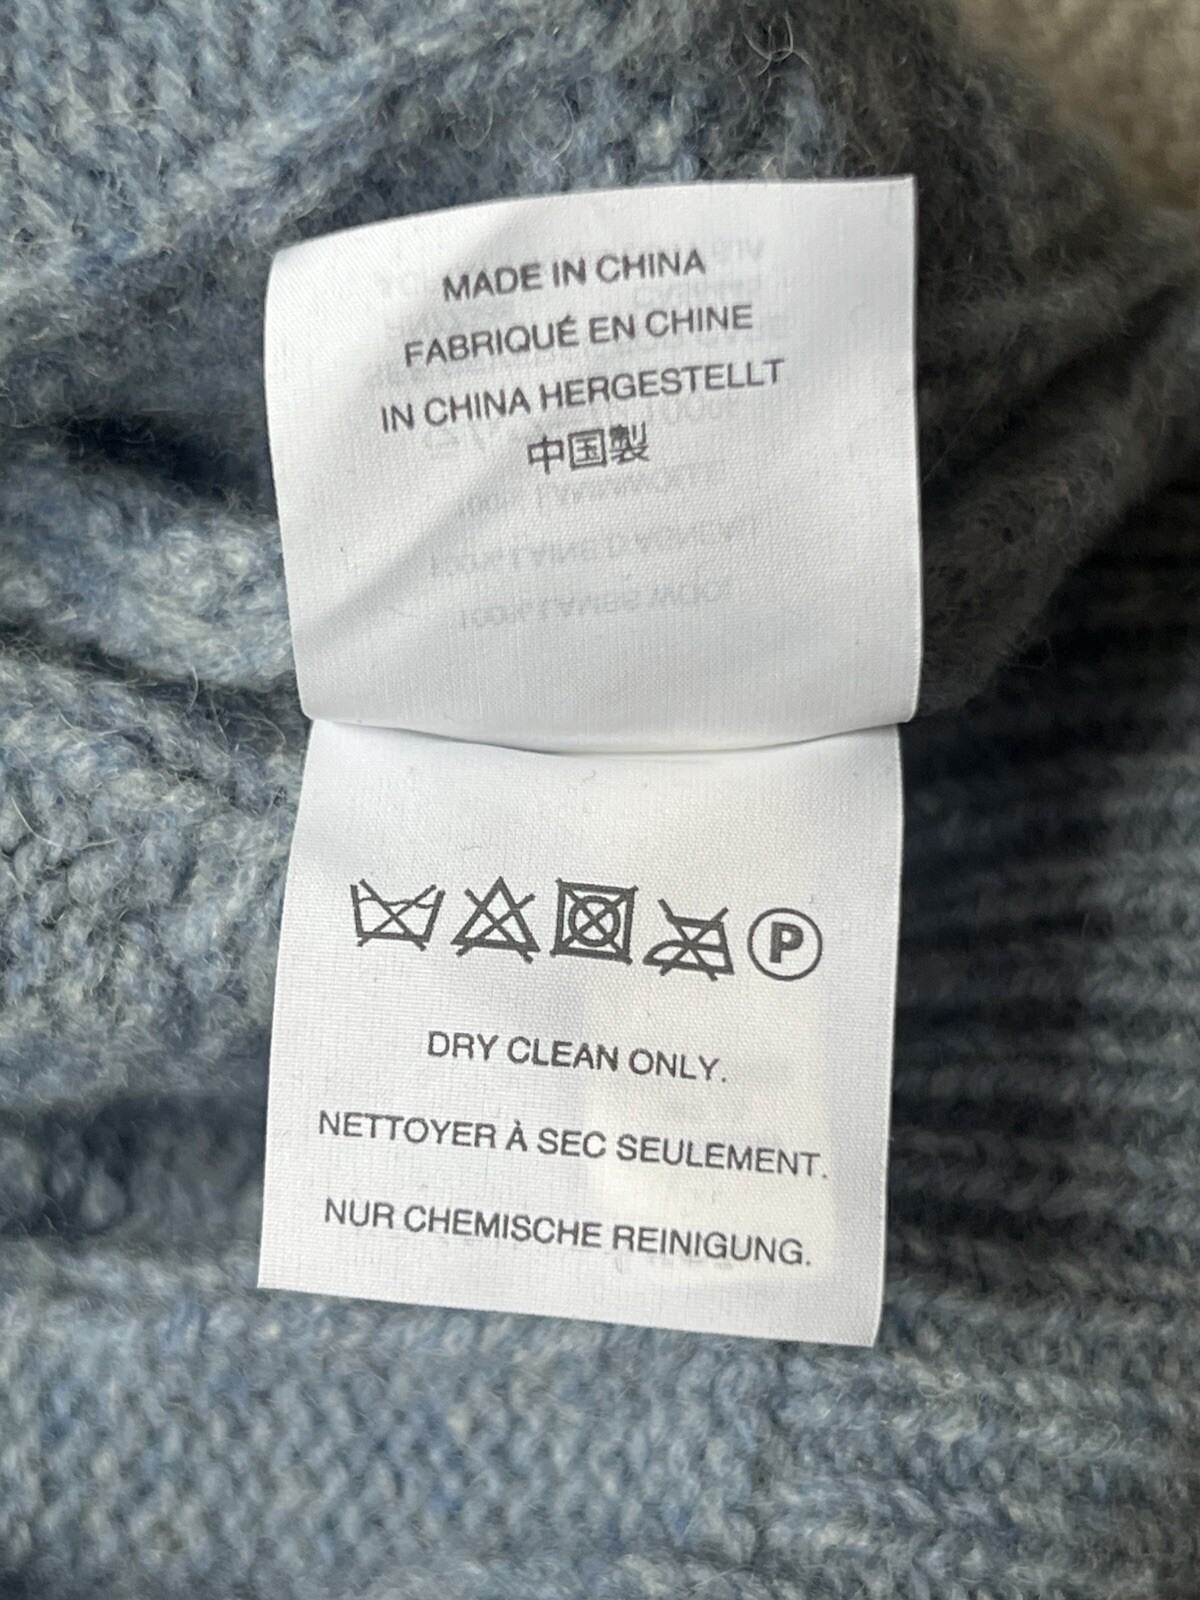 MADE IN CHINA
FABRIQUÉ EN CHINE
IN CHINA HERGESTELLT
中国製
P
DRY CLEAN ONLY.
NETTOYER À SEC SEULEMENT.
NUR CHEMISCHE REINIGUNG.